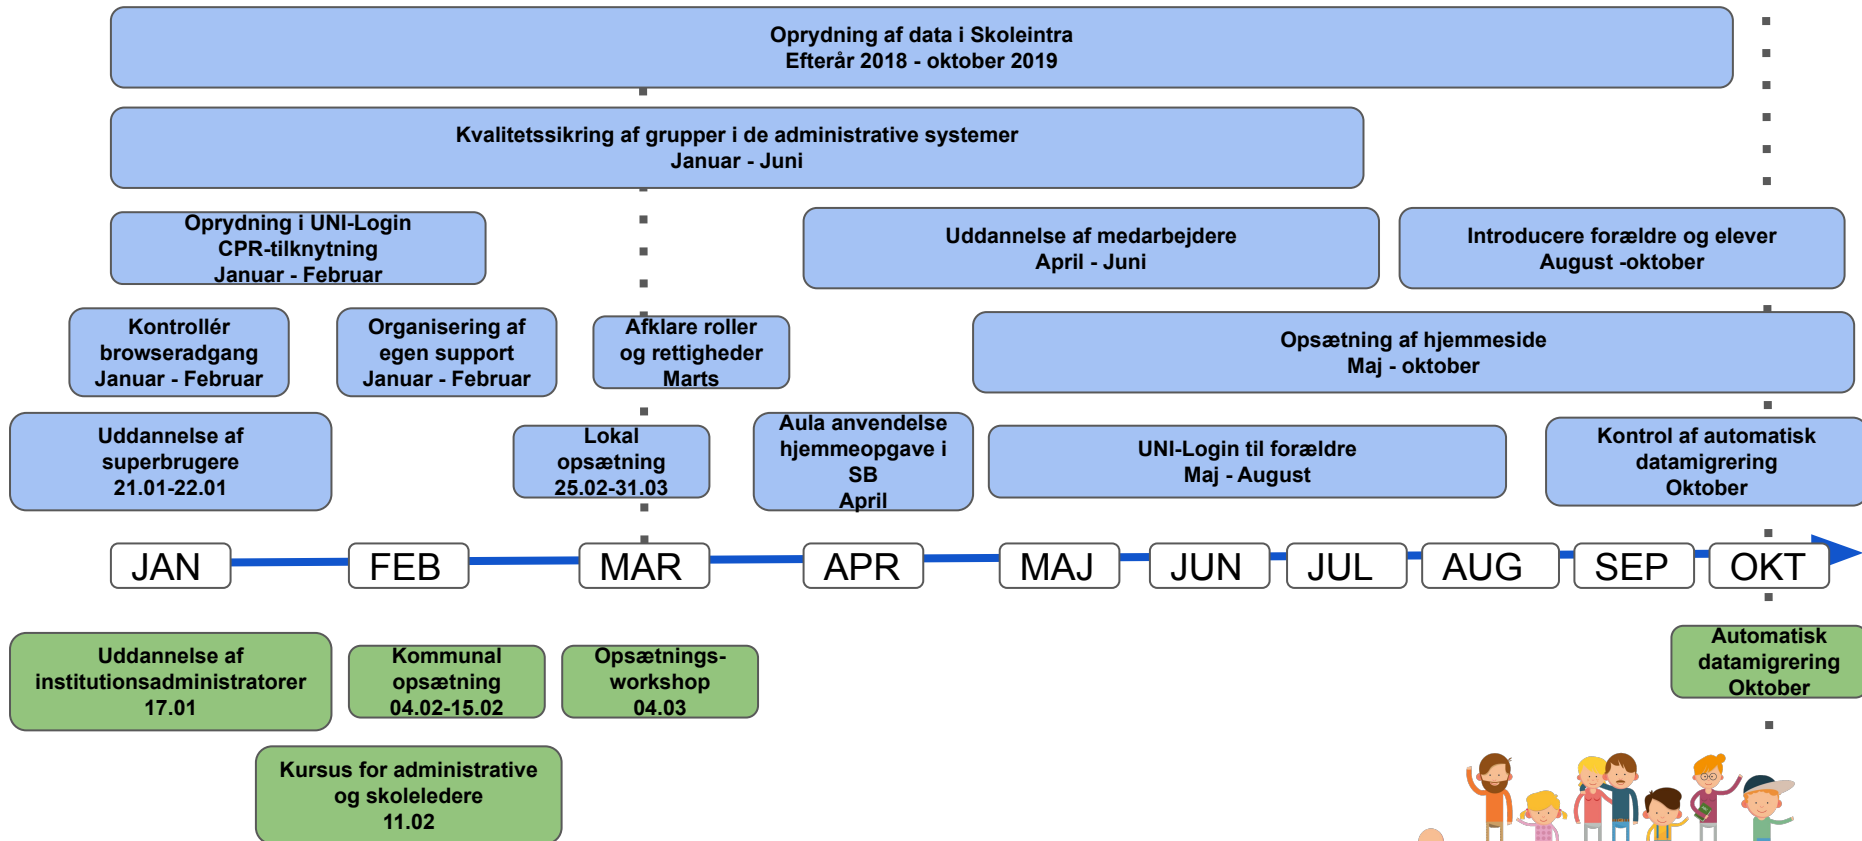 Oprydning af data i Skoleintra
Efterår 2018 - oktober 2019
Kvalitetssikring af grupper i de administrative systemer
Januar - Juni
Oprydning i UNI-Login
CPR-tilknytning
Januar - Februar
Uddannelse af medarbejdere
April - Juni
Introducere forældre og elever
August -oktober
Kontrollér
browseradgang
Januar - Februar
Organisering af
egen support
Januar - Februar
Afklare roller
og rettigheder
Marts
Opsætning af hjemmeside
Maj - oktober
Uddannelse af
superbrugere
21.01-22.01
Lokal
opsætning
25.02-31.03
Aula anvendelse
hjemmeopgave i
SB
April
UNI-Login til forældre
Maj - August
Kontrol af automatisk
datamigrering
Oktober
JAN
FEB
MAR
APR
MAJ
JUN
JUL
AUG
SEP
OKT
Uddannelse af
institutionsadministratorer
17.01
Kommunal
opsætning
04.02-15.02
Opsætnings-
workshop
04.03
Automatisk
datamigrering
Oktober
Kursus for administrative
og skoleledere
11.02